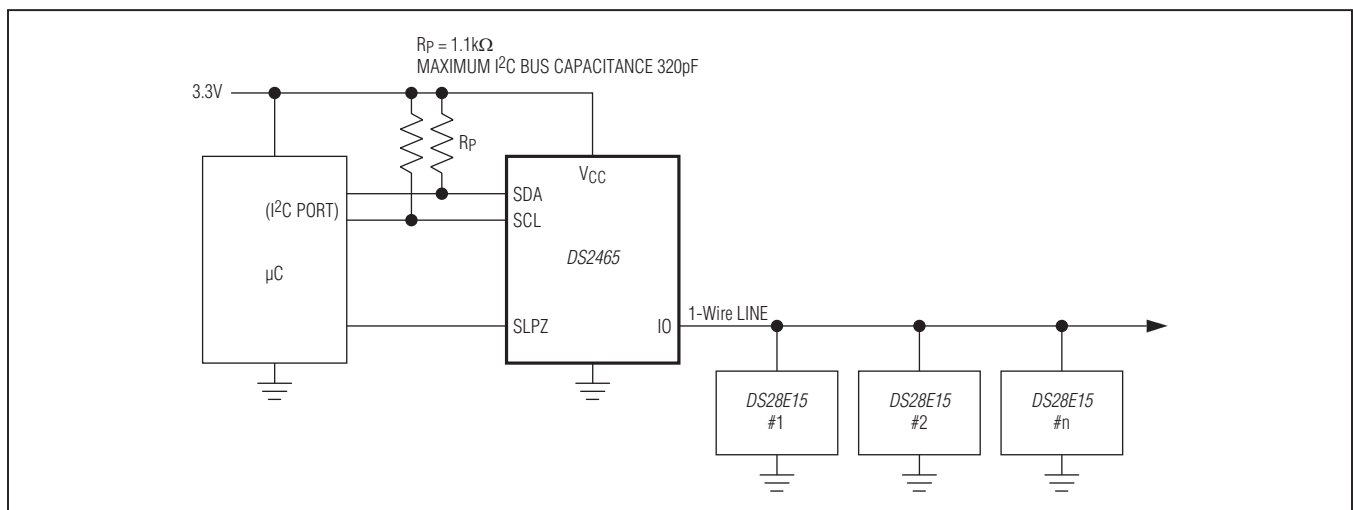 RP = 1.1kΩ
MAXIMUM I²C BUS CAPACITANCE 320pF
3.3V
RP
VCC
SDA
(I²C PORT)
SCL
DS2465
µC
1-Wire LINE
SLPZ
IO
DS28E15
#1
DS28E15
#2
DS28E15
#n